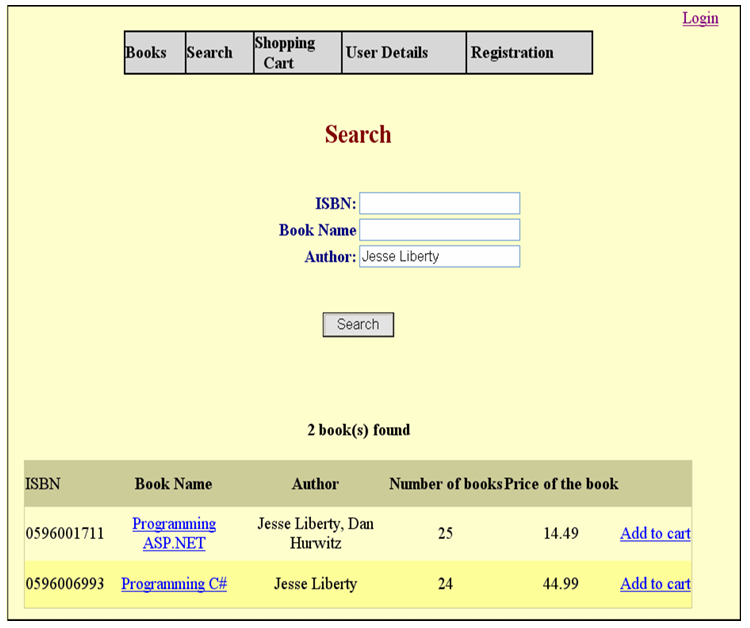 Login
Books Search Shopping Cart User Details Registration
Search
ISBN:
Book Name
Author: Jesse Liberty
Search
2 book(s) found
ISBN Book Name Author Number of books Price of the book
0596001711 Programming ASP.NET Jesse Liberty, Dan Hurwitz 25 14.49 Add to cart
0596006993 Programming C# Jesse Liberty 24 44.99 Add to cart